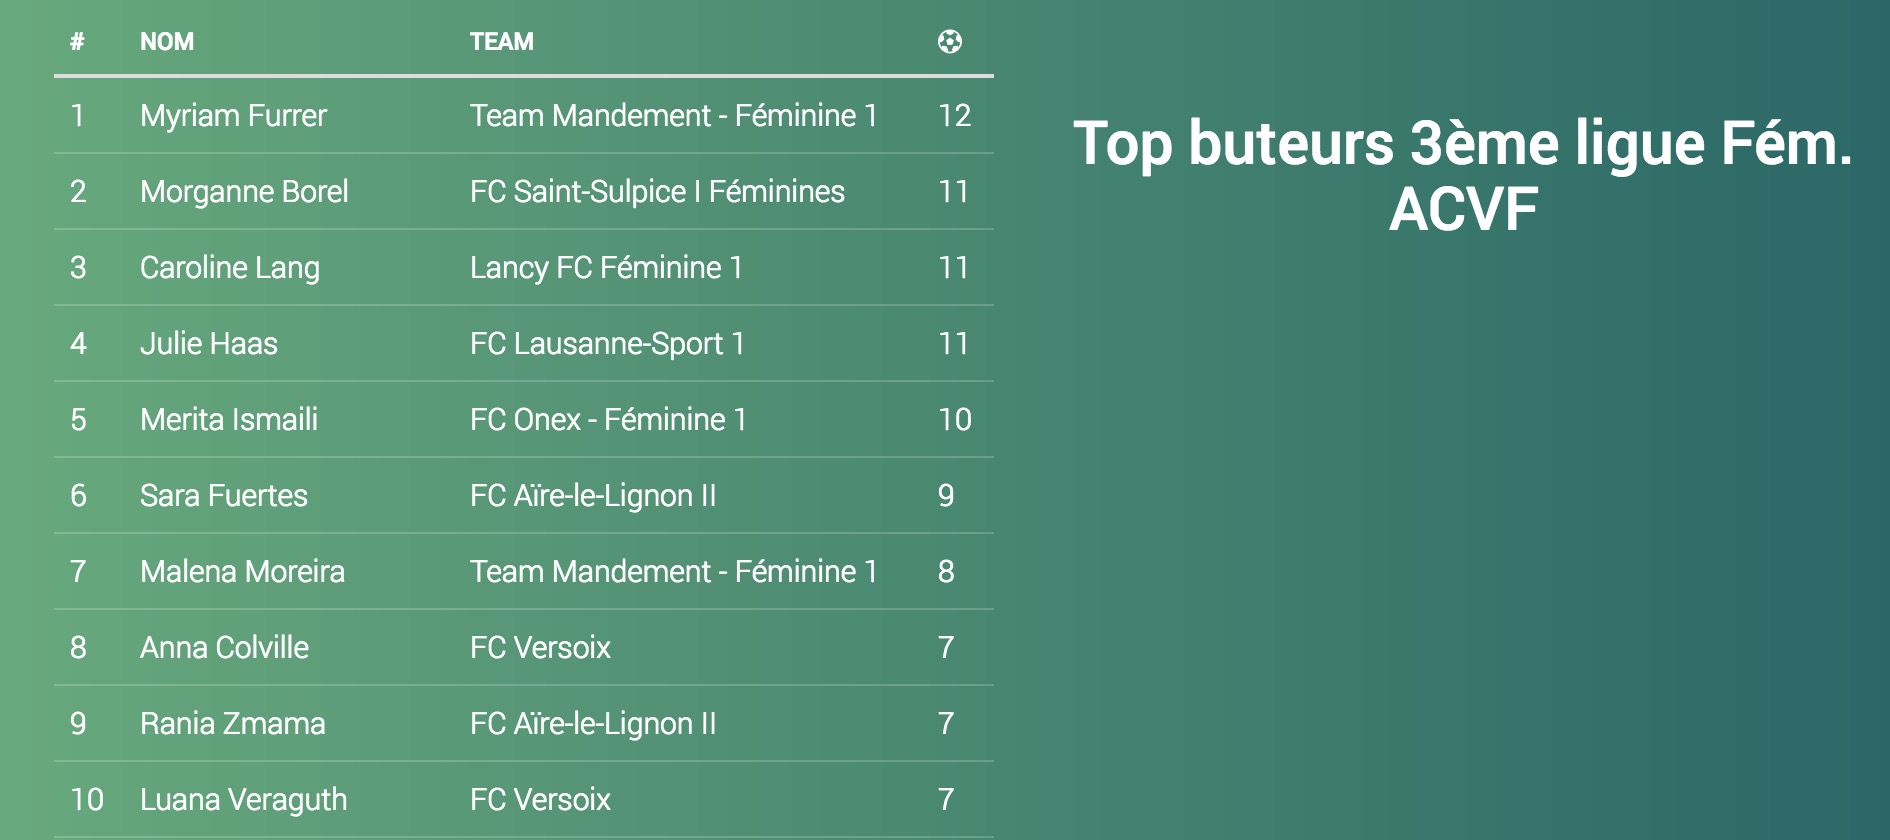 # NOM TEAM
1 Myriam Furrer Team Mandement - Féminine 1 12
2 Morganne Borel FC Saint-Sulpice I Féminines 11
3 Caroline Lang Lancy FC Féminine 1 11
4 Julie Haas FC Lausanne-Sport 1 11
5 Merita Ismaili FC Onex - Féminine 1 10
6 Sara Fuertes FC Aïre-le-Lignon II 9
7 Malena Moreira Team Mandement - Féminine 1 8
8 Anna Colville FC Versoix 7
9 Rania Zmama FC Aïre-le-Lignon II 7
10 Luana Veraguth FC Versoix 7
Top buteurs 3ème ligue Fém.
ACVF